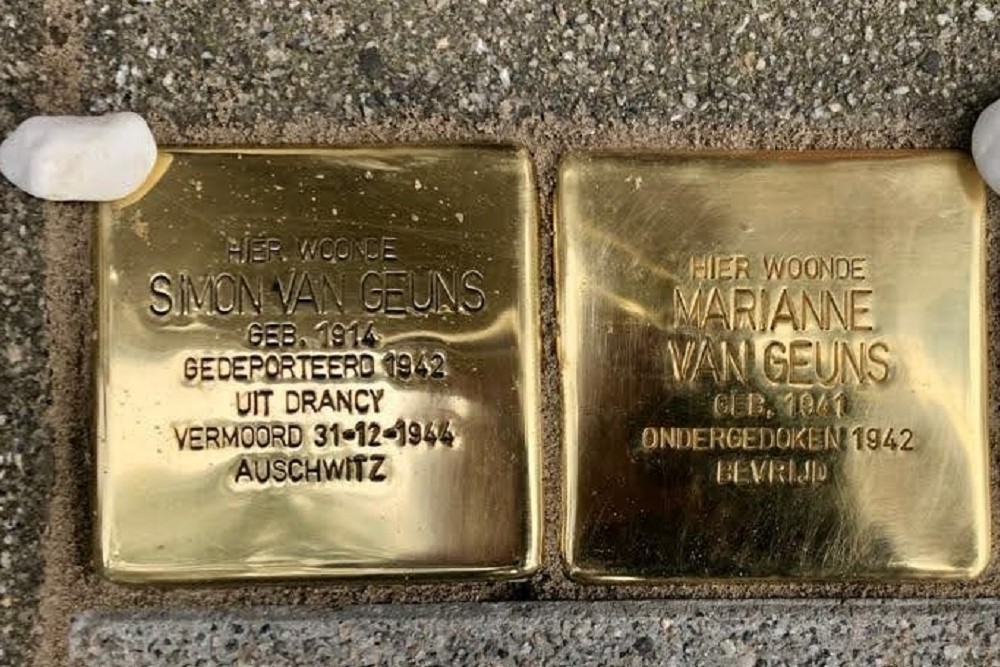 HIER WOONDE
SIMON VAN GEUNS
GEB. 1914
GEDEPORTEERD 1942
UIT DRANCY
VERMOORD 31-12-1944
AUSCHWITZ
HIER WOONDE
MARIANNE
VAN GEUNS
GEB. 1941
ONDERGEDOKEN 1942
BEVRIJD